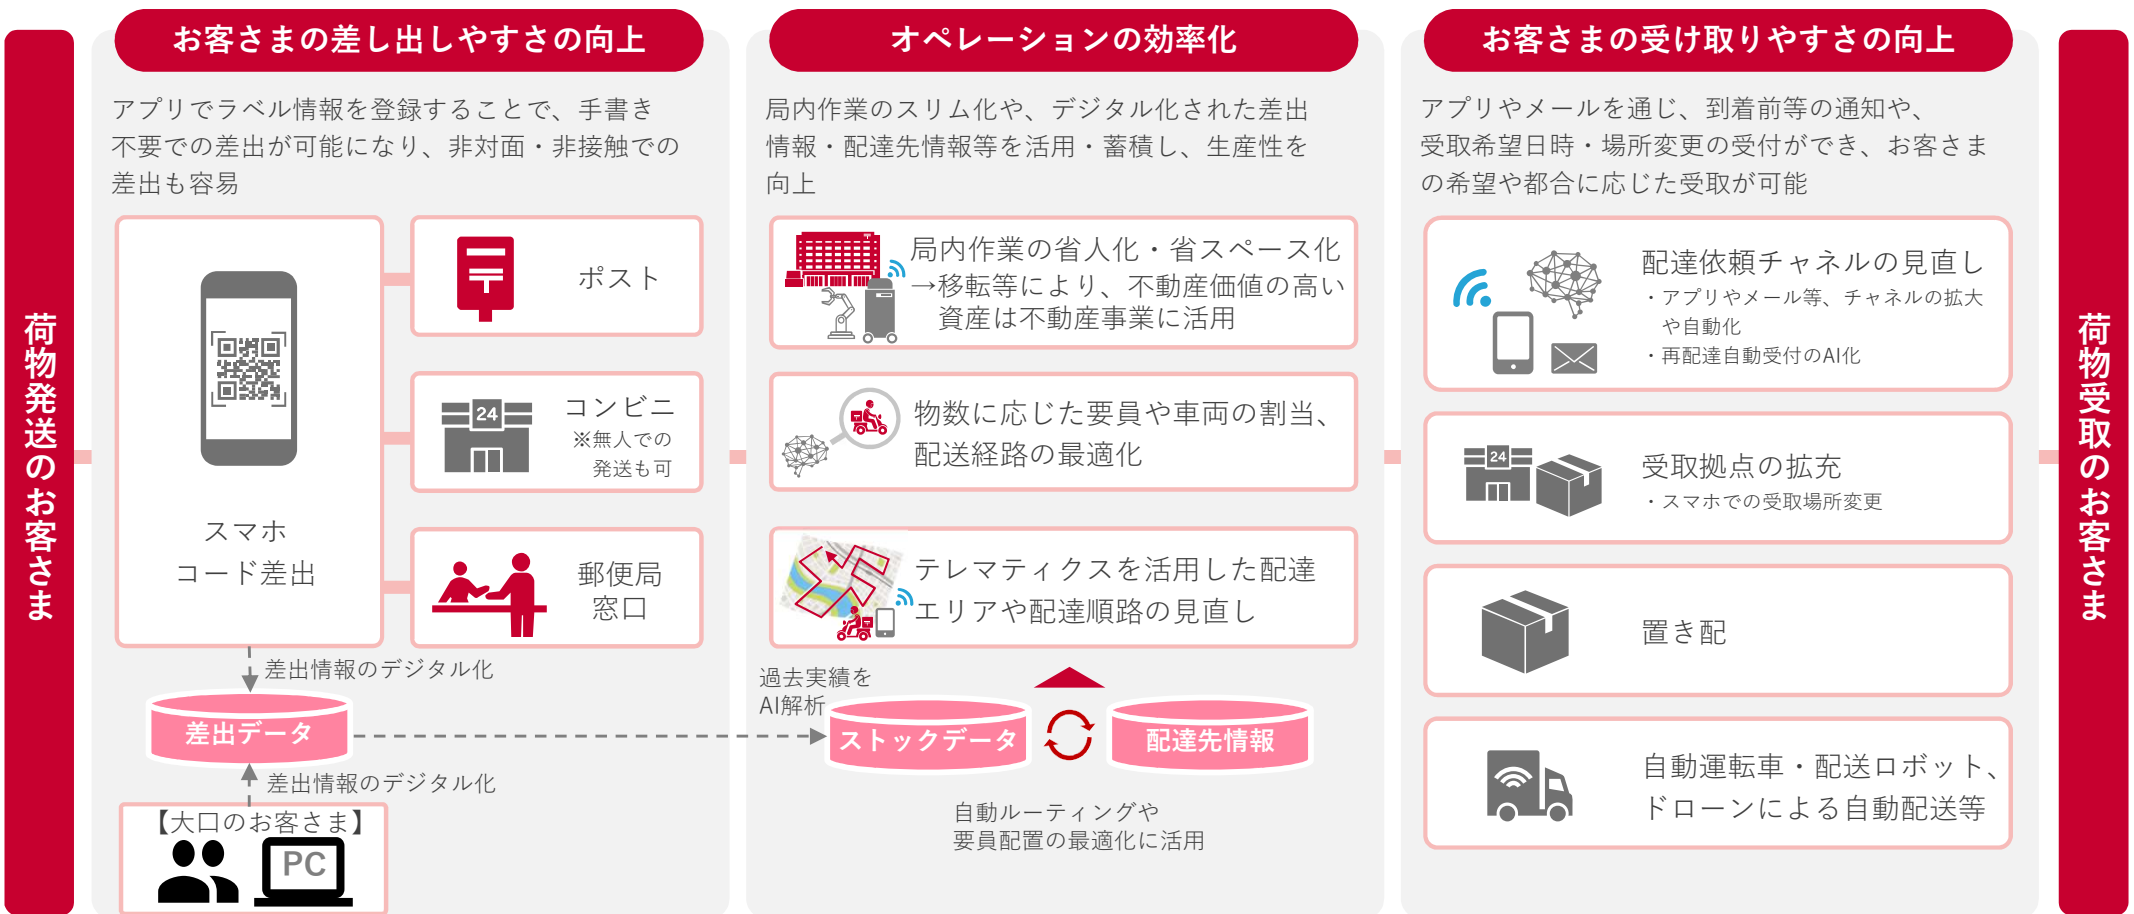 荷物発送のお客さま
お客さまの差し出しやすさの向上
アプリでラベル情報を登録することで、手書き
不要での差出が可能になり、非対面・非接触での
差出も容易
スマホ
コード差出
ポスト
24
コンビニ
※無人での
発送も可
郵便局
窓口
差出情報のデジタル化
差出データ
差出情報のデジタル化
【大口のお客さま】
PC
オペレーションの効率化
局内作業のスリム化や、デジタル化された差出
情報・配達先情報等を活用・蓄積し、生産性を
向上
局内作業の省人化・省スペース化
→移転等により、不動産価値の高い
資産は不動産事業に活用
物数に応じた要員や車両の割当、
配送経路の最適化
テレマティクスを活用した配達
エリアや配達順路の見直し
過去実績を
AI解析
ストックデータ
配達先情報
自動ルーティングや
要員配置の最適化に活用
お客さまの受け取りやすさの向上
アプリやメールを通じ、到着前等の通知や、
受取希望日時・場所変更の受付ができ、お客さま
の希望や都合に応じた受取が可能
配達依頼チャネルの見直し
・アプリやメール等、チャネルの拡大
や自動化
・再配達自動受付のAI化
24
受取拠点の拡充
・スマホでの受取場所変更
置き配
自動運転車・配送ロボット、
ドローンによる自動配送等
荷物受取のお客さま